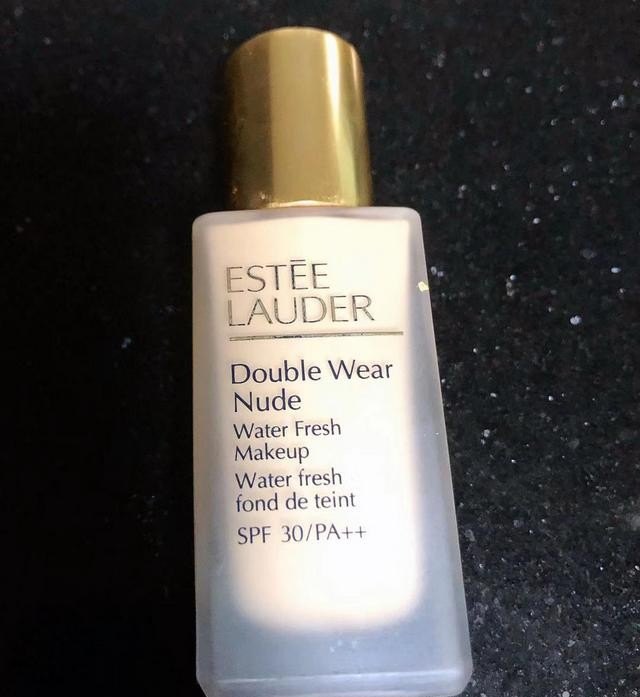 ESTĒE
LAUDER
Double Wear
Nude
Water Fresh
Makeup
Water fresh
fond de teint
SPF 30/PA++